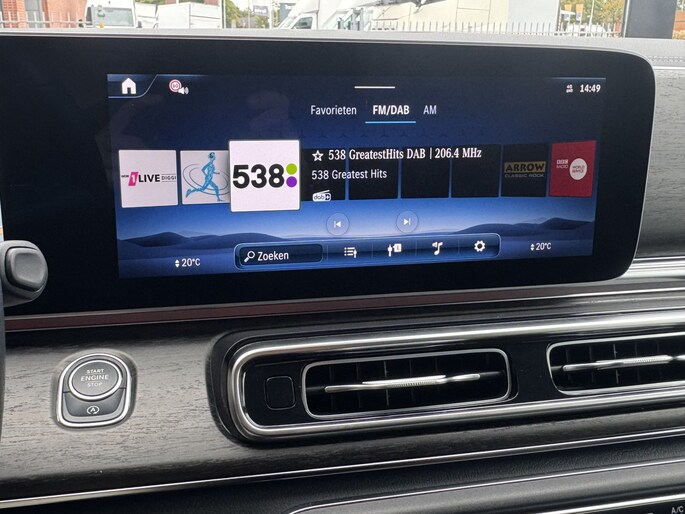 14:49
Favorieten FM/DAB AM
1LIVE DIGGI
538
538 GreatestHits DAB | 206.4 MHz
538 Greatest Hits
dab+
ARROW
CLASSIC ROCK
BBC
RADIO
WORLD
SERVICE
20°C
Zoeken
20°C
START
ENGINE
STOP
A
A/C